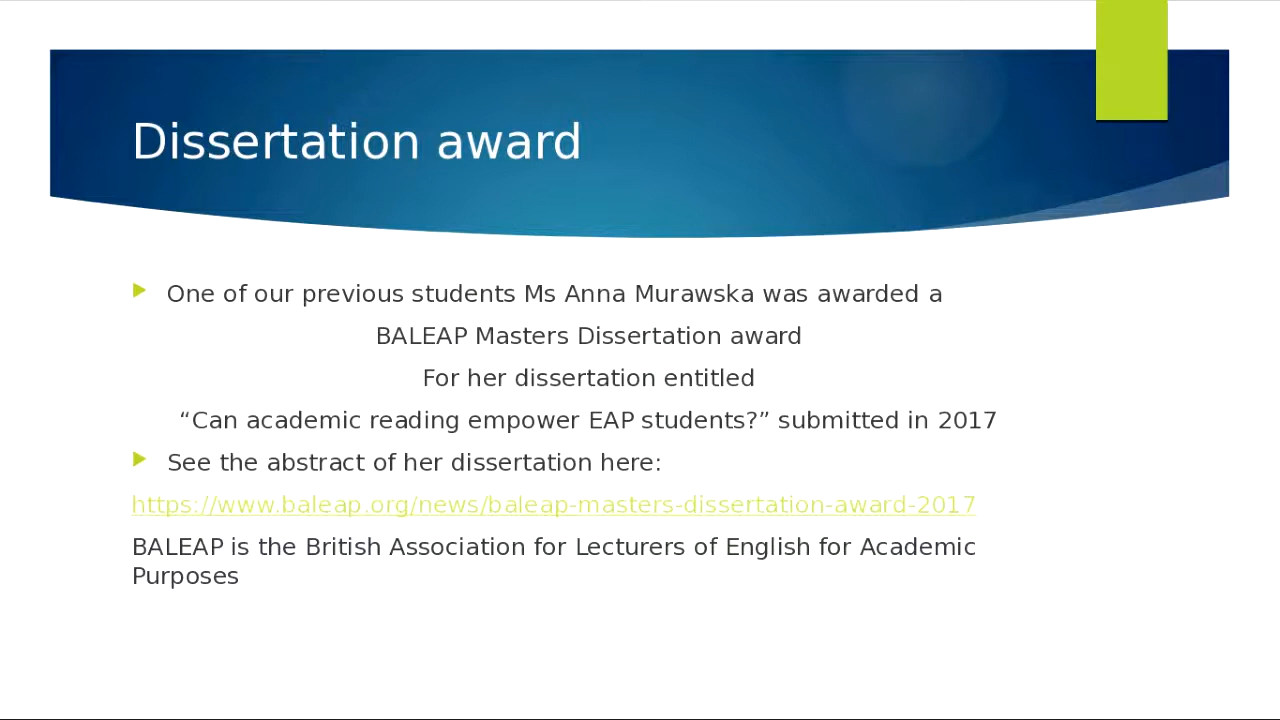 Dissertation award
One of our previous students Ms Anna Murawska was awarded a
BALEAP Masters Dissertation award
For her dissertation entitled
“Can academic reading empower EAP students?” submitted in 2017
See the abstract of her dissertation here:
https://www.baleap.org/news/baleap-masters-dissertation-award-2017
BALEAP is the British Association for Lecturers of English for Academic
Purposes